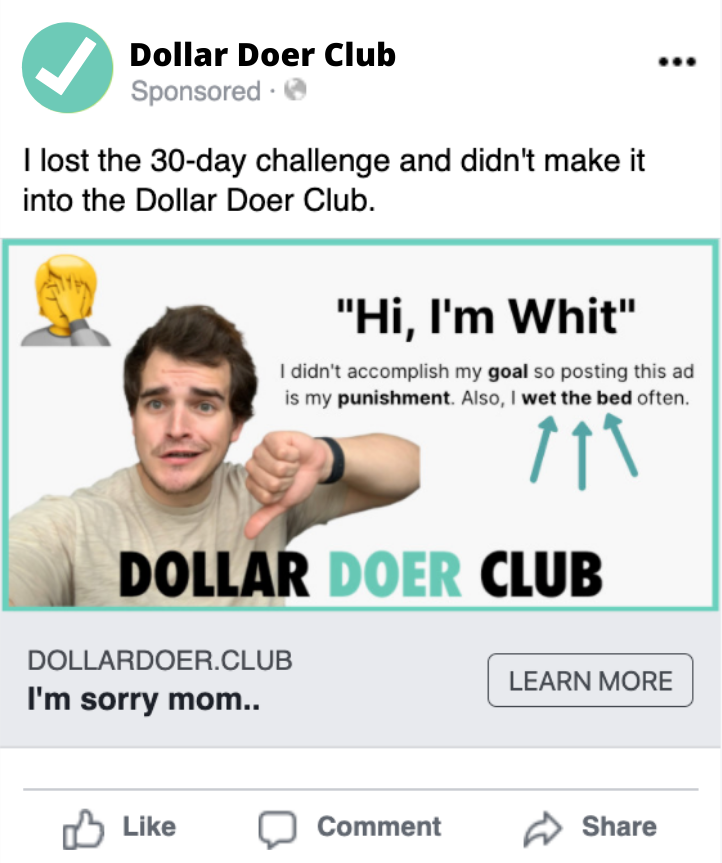 Dollar Doer Club
Sponsored ·
I lost the 30-day challenge and didn't make it
into the Dollar Doer Club.
"Hi, I'm Whit"
I didn't accomplish my goal so posting this ad
is my punishment. Also, I wet the bed often.
DOLLAR DOER CLUB
DOLLARDOER.CLUB
I'm sorry mom..
LEARN MORE
Like Comment Share